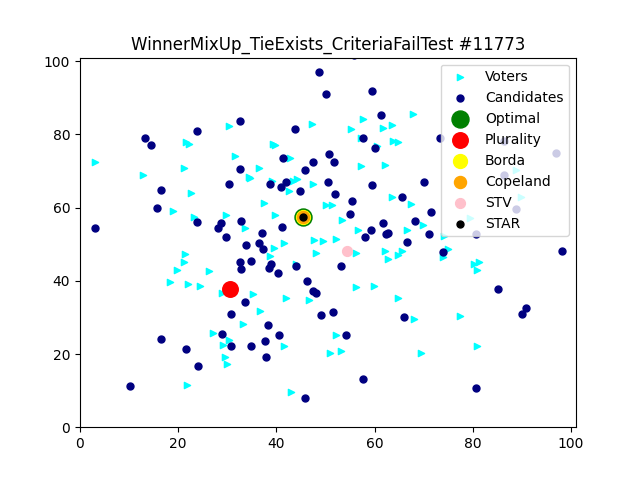 WinnerMixUp_TieExists_CriteriaFailTest #11773
100
80
60
40
20
0
0
20
40
60
80
100
Voters
Candidates
Optimal
Plurality
Borda
Copeland
STV
STAR